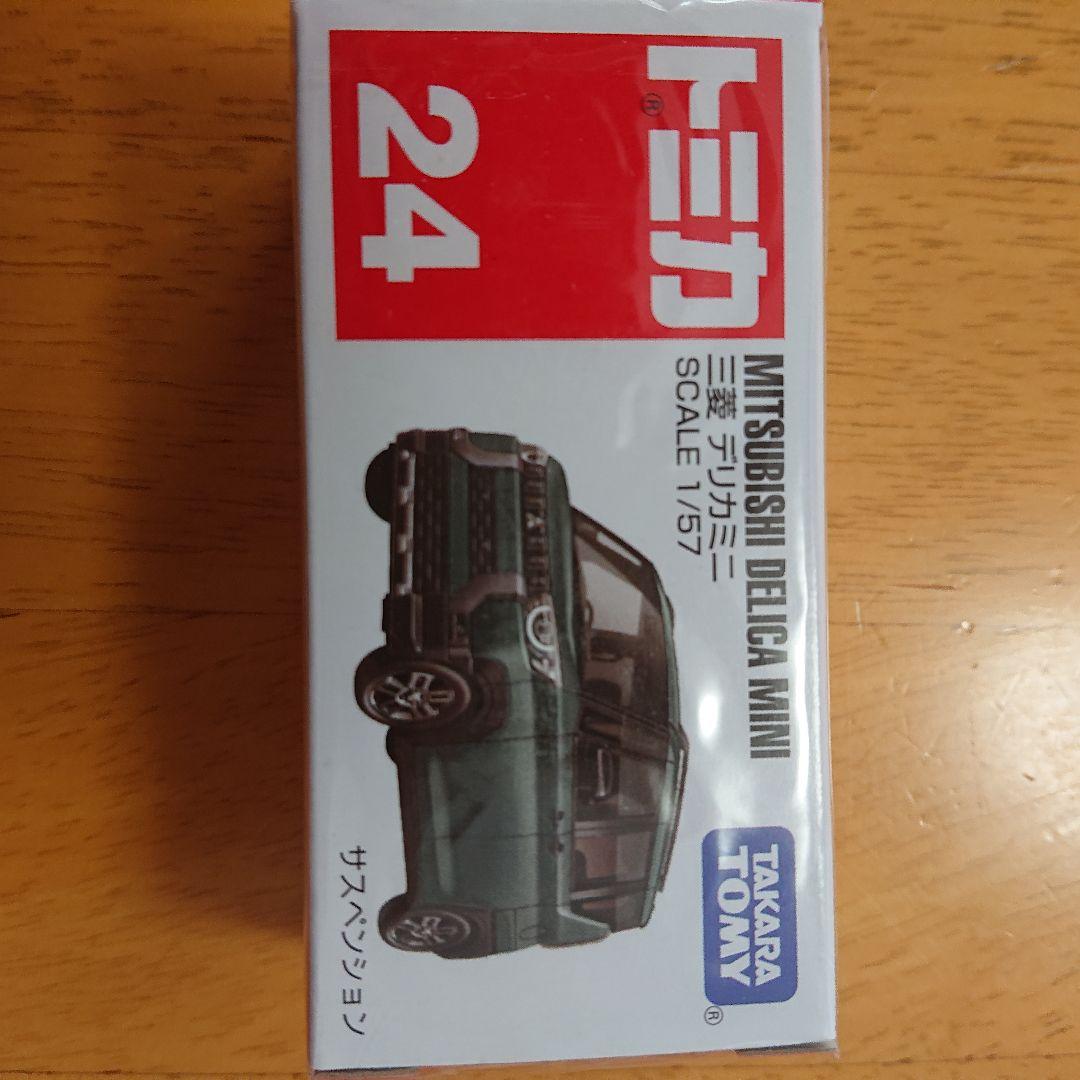 トミカ
®
24
MITSUBISHI DELICA MINI
三菱 デリカミニ
SCALE 1/57
TAKARA
TOMY
®
サスペンション